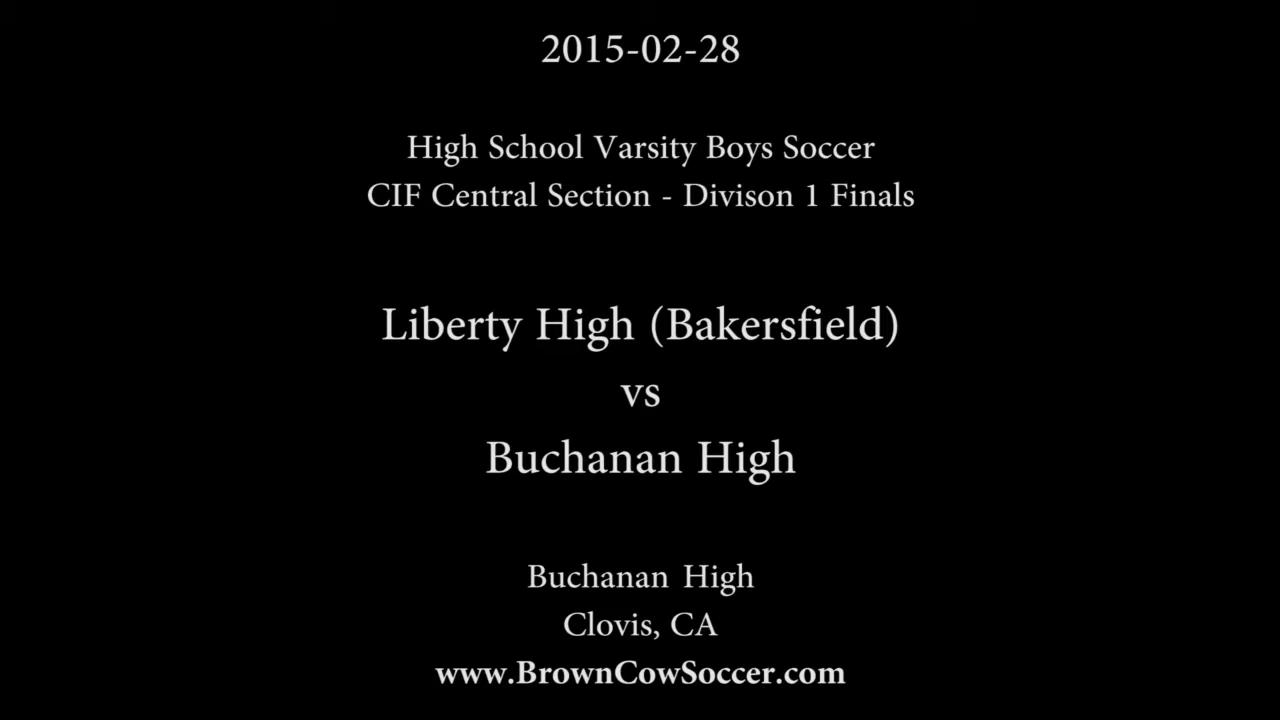 2015-02-28
High School Varsity Boys Soccer
CIF Central Section - Divison 1 Finals
Liberty High (Bakersfield)
vs
Buchanan High
Buchanan High
Clovis, CA
www.BrownCowSoccer.com